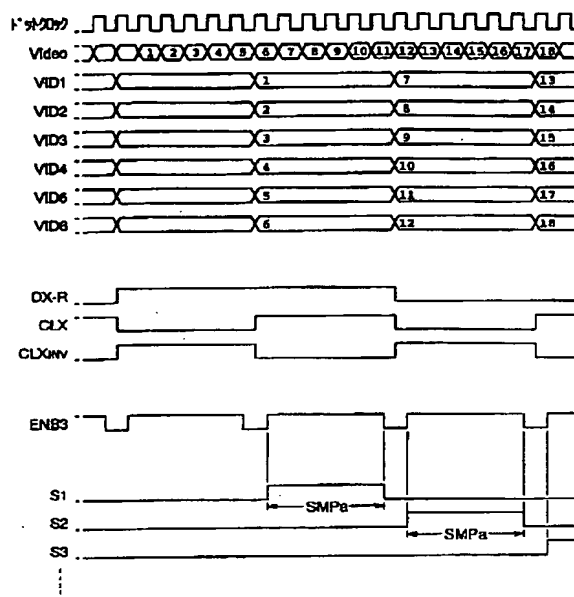 ドットクロック
Video 1 2 3 4 5 6 7 8 9 10 11 12 13 14 15 16 17 18
VID1 1 7 13
VID2 2 8 14
VID3 3 9 15
VID4 4 10 16
VID5 5 11 17
VID6 6 12 18
DX-R
CLX
CLXINV
ENB3
S1
SMPa
S2
SMPa
S3